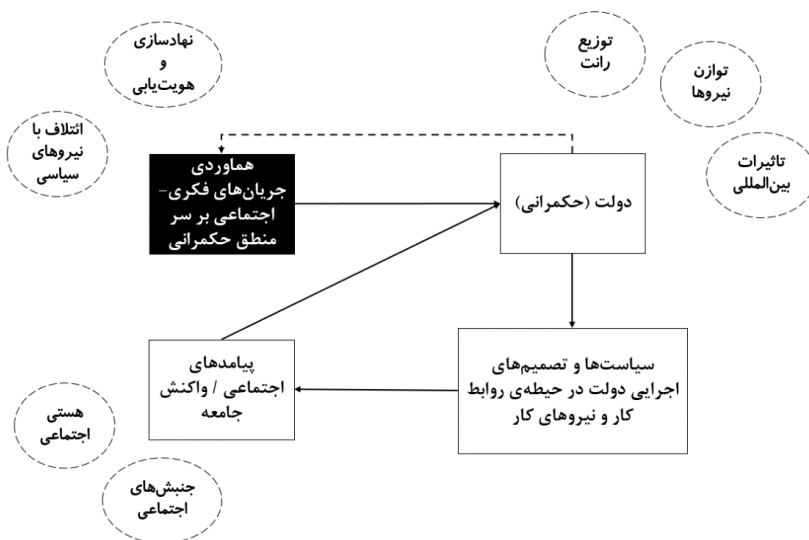 نهادسازی
و
هویت‌یابی
ائتلاف با
نیروهای
سیاسی
توزیع
رانت
توازن
نیروها
تاثیرات
بین‌المللی
هماوردی
جریان‌های فکری-
اجتماعی بر سر
منطق حکمرانی
دولت (حکمرانی)
سیاست‌ها و تصمیم‌های
اجرایی دولت در حیطه‌ی روابط
کار و نیروهای کار
پیامدهای
اجتماعی / واکنش
جامعه
هستی
اجتماعی
جنبش‌های
اجتماعی